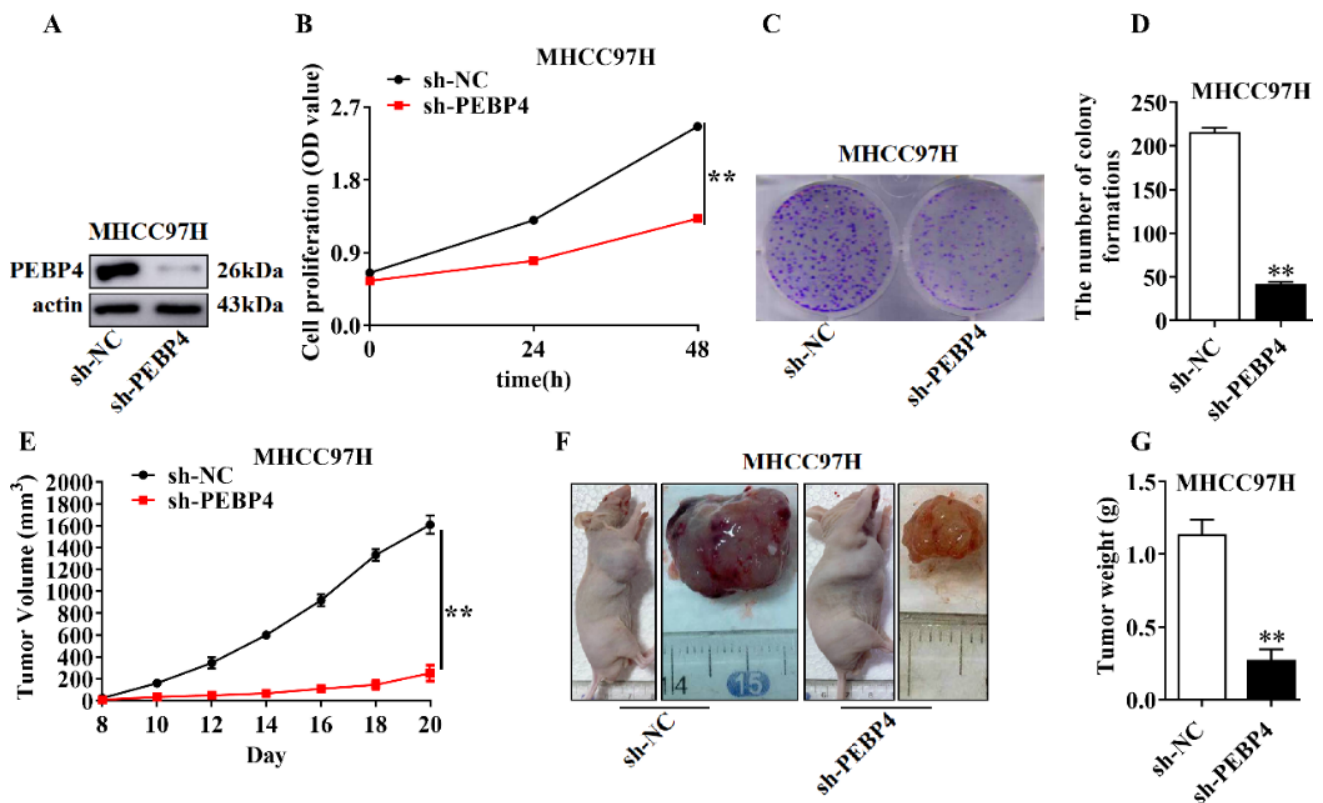 A
MHCC97H
PEBP4
26kDa
actin
43kDa
sh-NC
sh-PEBP4
B
MHCC97H
sh-NC
sh-PEBP4
Cell proliferation (OD value)
2.7
1.8
0.9
0.0
**
0
24
48
time(h)
C
MHCC97H
sh-NC
sh-PEBP4
D
MHCC97H
The number of colony
formations
250
200
150
100
50
0
**
sh-NC
sh-PEBP4
E
MHCC97H
sh-NC
sh-PEBP4
Tumor Volume (mm³)
2000
1800
1600
1400
1200
1000
800
600
400
200
0
**
8
10
12
14
16
18
20
Day
F
MHCC97H
14
15
sh-NC
sh-PEBP4
G
MHCC97H
Tumor weight (g)
1.5
1.0
0.5
0.0
**
sh-NC
sh-PEBP4